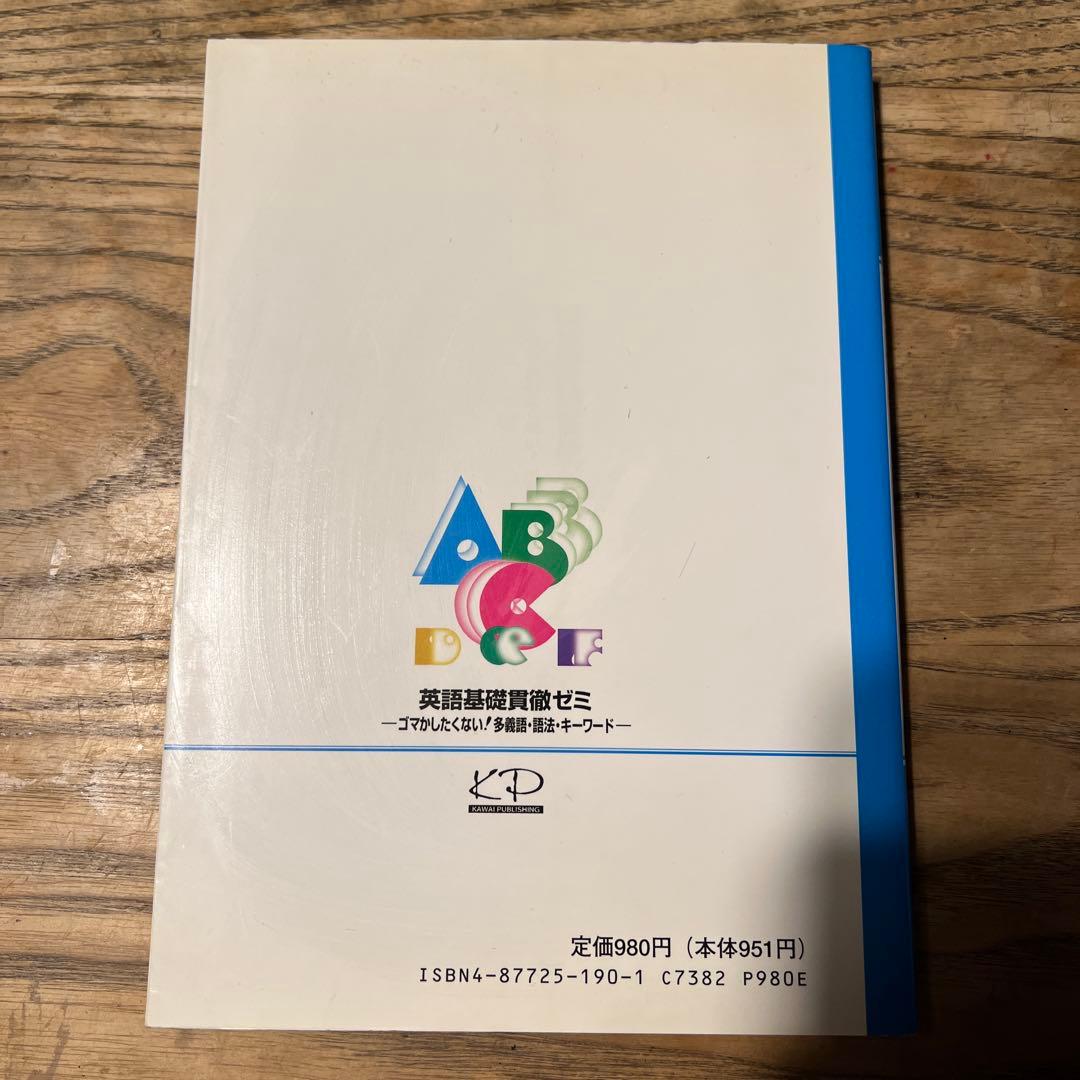 A B
C
D e F
英語基礎貫徹ゼミ
—ゴマかしたくない!多義語・語法・キーワード—
KP
KAWAI PUBLISHING
定価980円(本体951円)
ISBN4-87725-190-1 C7382 P980E